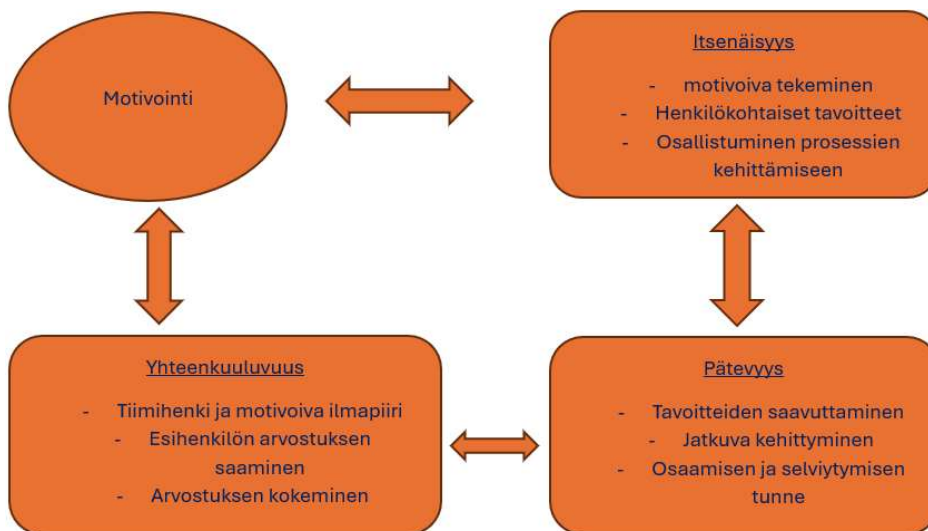 Motivointi
Itsenäisyys
- motivoiva tekeminen
- Henkilökohtaiset tavoitteet
- Osallistuminen prosessien
kehittämiseen
Yhteenkuuluvuus
- Tiimihenki ja motivoiva ilmapiiri
- Esihenkilön arvostuksen
saaminen
- Arvostuksen kokeminen
Pätevyys
- Tavoitteiden saavuttaminen
- Jatkuva kehittyminen
- Osaamisen ja selviytymisen
tunne